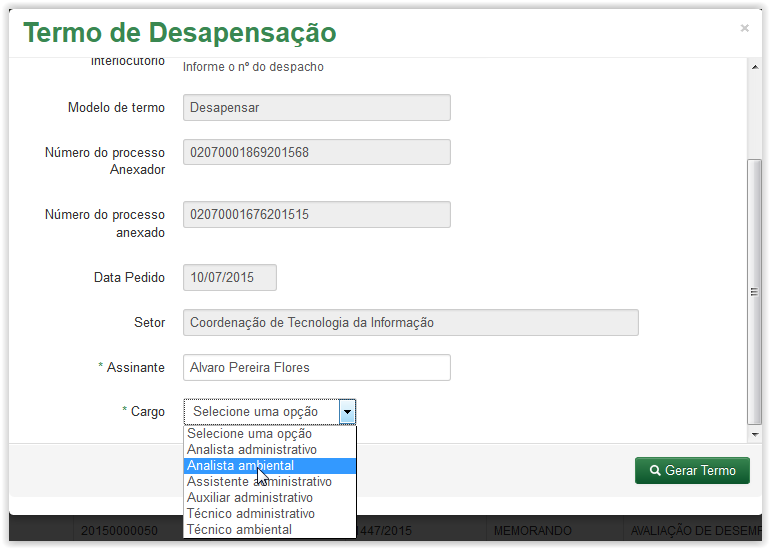 Termo de Desapensação
×
Interlocutório
Informe o nº do despacho
Modelo de termo
Desapensar
Número do processo
Anexador
02070001869201568
Número do processo
anexado
02070001676201515
Data Pedido
10/07/2015
Setor
Coordenação de Tecnologia da Informação
* Assinante
Alvaro Pereira Flores
* Cargo
Selecione uma opção
Selecione uma opção
Analista administrativo
Analista ambiental
Assistente administrativo
Auxiliar administrativo
Técnico administrativo
Técnico ambiental
Gerar Termo
20150000050
1447/2015
MEMORANDO
AVALIAÇÃO DE DESEMP